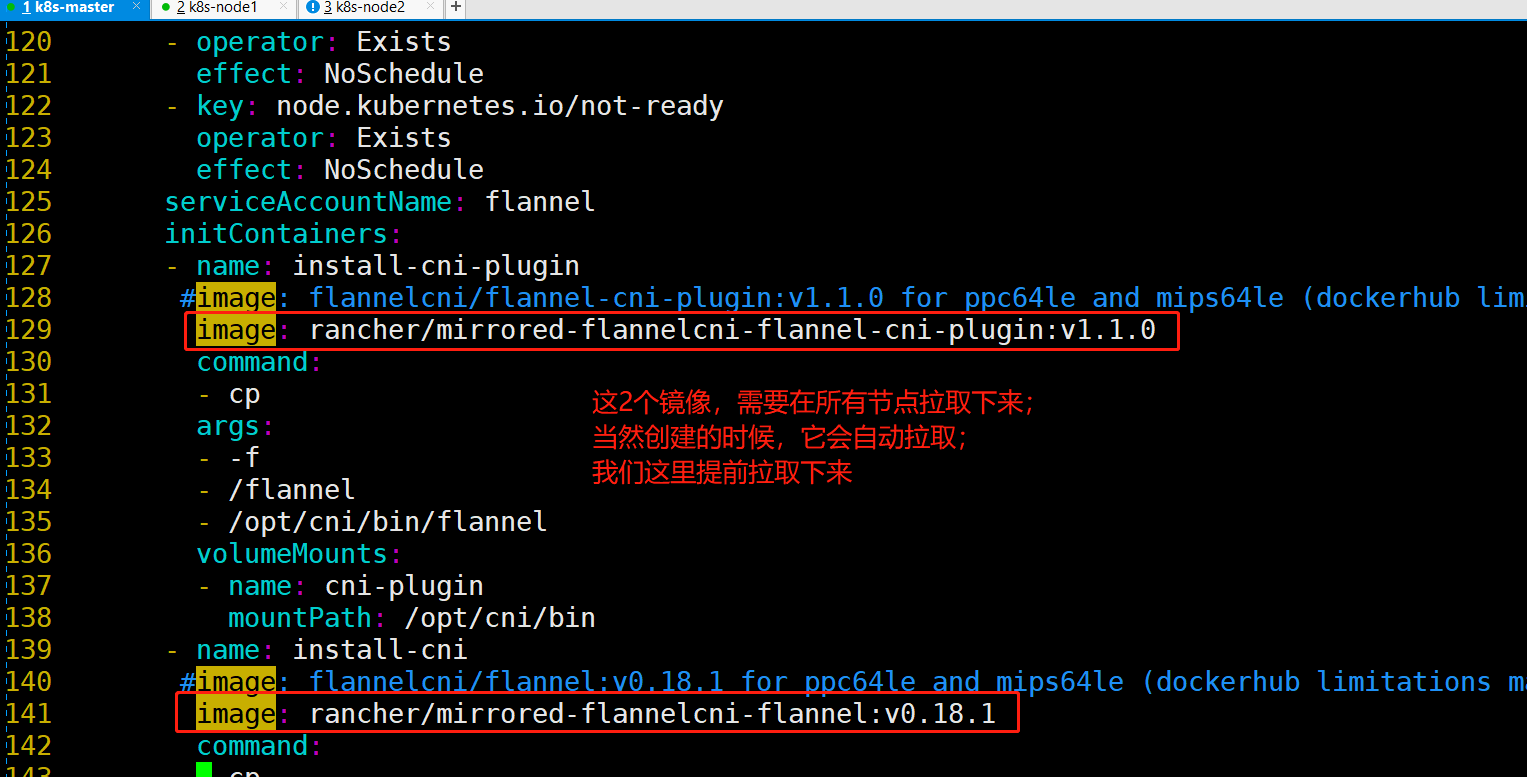 1 k8s-master × 2 k8s-node1 × 3 k8s-node2 × +
120 - operator: Exists
121 effect: NoSchedule
122 - key: node.kubernetes.io/not-ready
123 operator: Exists
124 effect: NoSchedule
125 serviceAccountName: flannel
126 initContainers:
127 - name: install-cni-plugin
128 #image: flannelcni/flannel-cni-plugin:v1.1.0 for ppc64le and mips64le (dockerhub
129 image: rancher/mirrored-flannelcni-flannel-cni-plugin:v1.1.0
130 command:
131 - cp
这2个镜像，需要在所有节点拉取下来；
132 args:
当然创建的时候，它会自动拉取；
133 - -f
我们这里提前拉取下来
134 - /flannel
135 - /opt/cni/bin/flannel
136 volumeMounts:
137 - name: cni-plugin
138 mountPath: /opt/cni/bin
139 - name: install-cni
140 #image: flannelcni/flannel:v0.18.1 for ppc64le and mips64le (dockerhub limitations
141 image: rancher/mirrored-flannelcni-flannel:v0.18.1
142 command:
143 cp